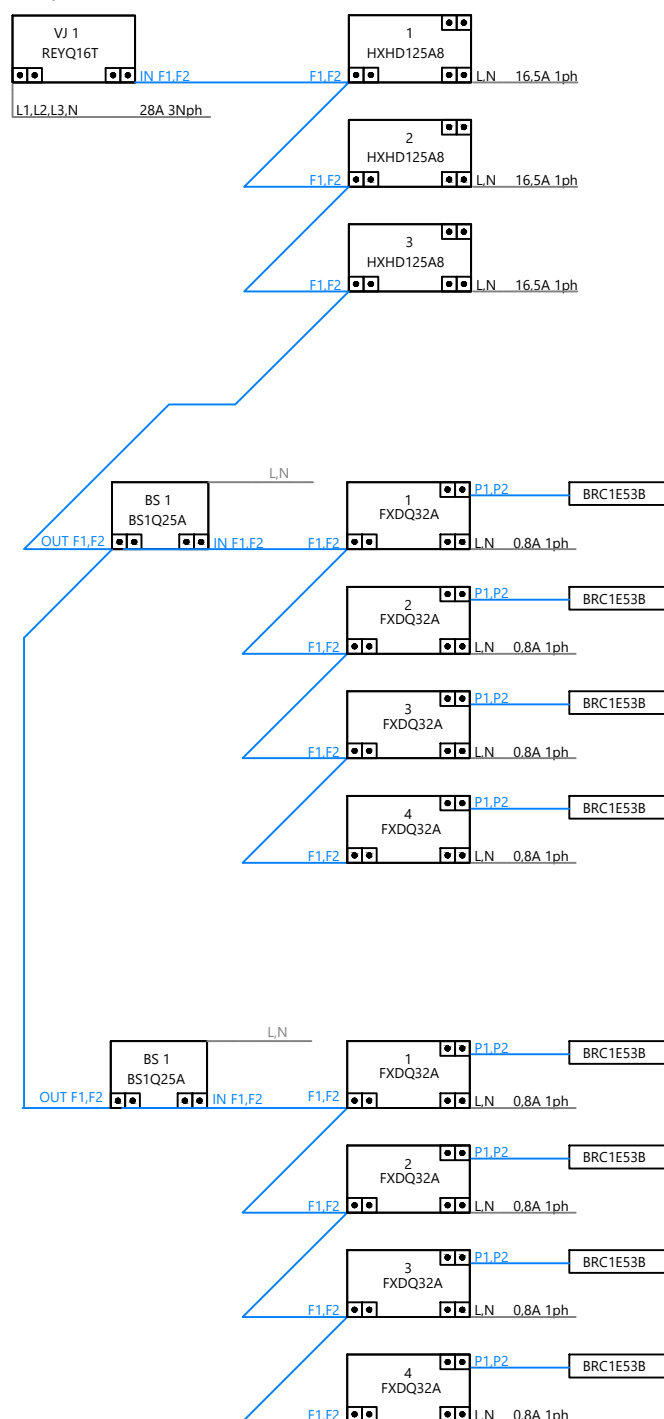 VJ 1
REYQ16T
IN F1,F2
L1,L2,L3,N 28A 3Nph
1
HXHD125A8
F1,F2
L,N 16,5A 1ph
2
HXHD125A8
F1,F2
L,N 16,5A 1ph
3
HXHD125A8
F1,F2
L,N 16,5A 1ph
L,N
BS 1
BS1Q25A
OUT F1,F2
IN F1,F2
1
FXDQ32A
P1,P2
BRC1E53B
F1,F2
L,N 0,8A 1ph
2
FXDQ32A
P1,P2
BRC1E53B
F1,F2
L,N 0,8A 1ph
3
FXDQ32A
P1,P2
BRC1E53B
F1,F2
L,N 0,8A 1ph
4
FXDQ32A
P1,P2
BRC1E53B
F1,F2
L,N 0,8A 1ph
L,N
BS 1
BS1Q25A
OUT F1,F2
IN F1,F2
1
FXDQ32A
P1,P2
BRC1E53B
F1,F2
L,N 0,8A 1ph
2
FXDQ32A
P1,P2
BRC1E53B
F1,F2
L,N 0,8A 1ph
3
FXDQ32A
P1,P2
BRC1E53B
F1,F2
L,N 0,8A 1ph
4
FXDQ32A
P1,P2
BRC1E53B
F1,F2
L,N 0,8A 1ph